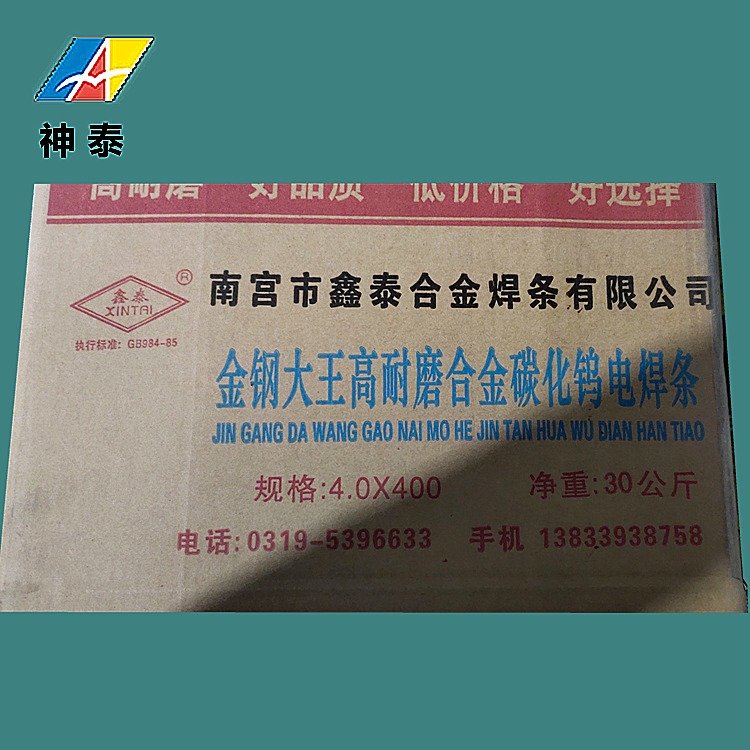 神泰
高耐磨 好品质 低价格 好选择
鑫泰
XINTAI
®
执行标准: GB984-85
南宫市鑫泰合金焊条有限公司
金钢大王高耐磨合金碳化钨电焊条
JIN GANG DA WANG GAO NAI MO HE JIN TAN HUA WÚ DIAN HAN TIAO
规格:4.0X400 净重:30公斤
电话:0319-5396633 手机 13833938758